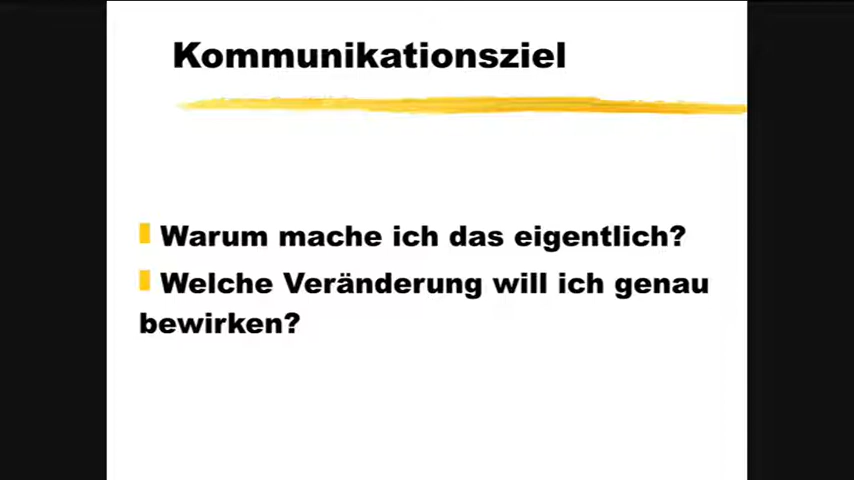 Kommunikationsziel
Warum mache ich das eigentlich?
Welche Veränderung will ich genau
bewirken?